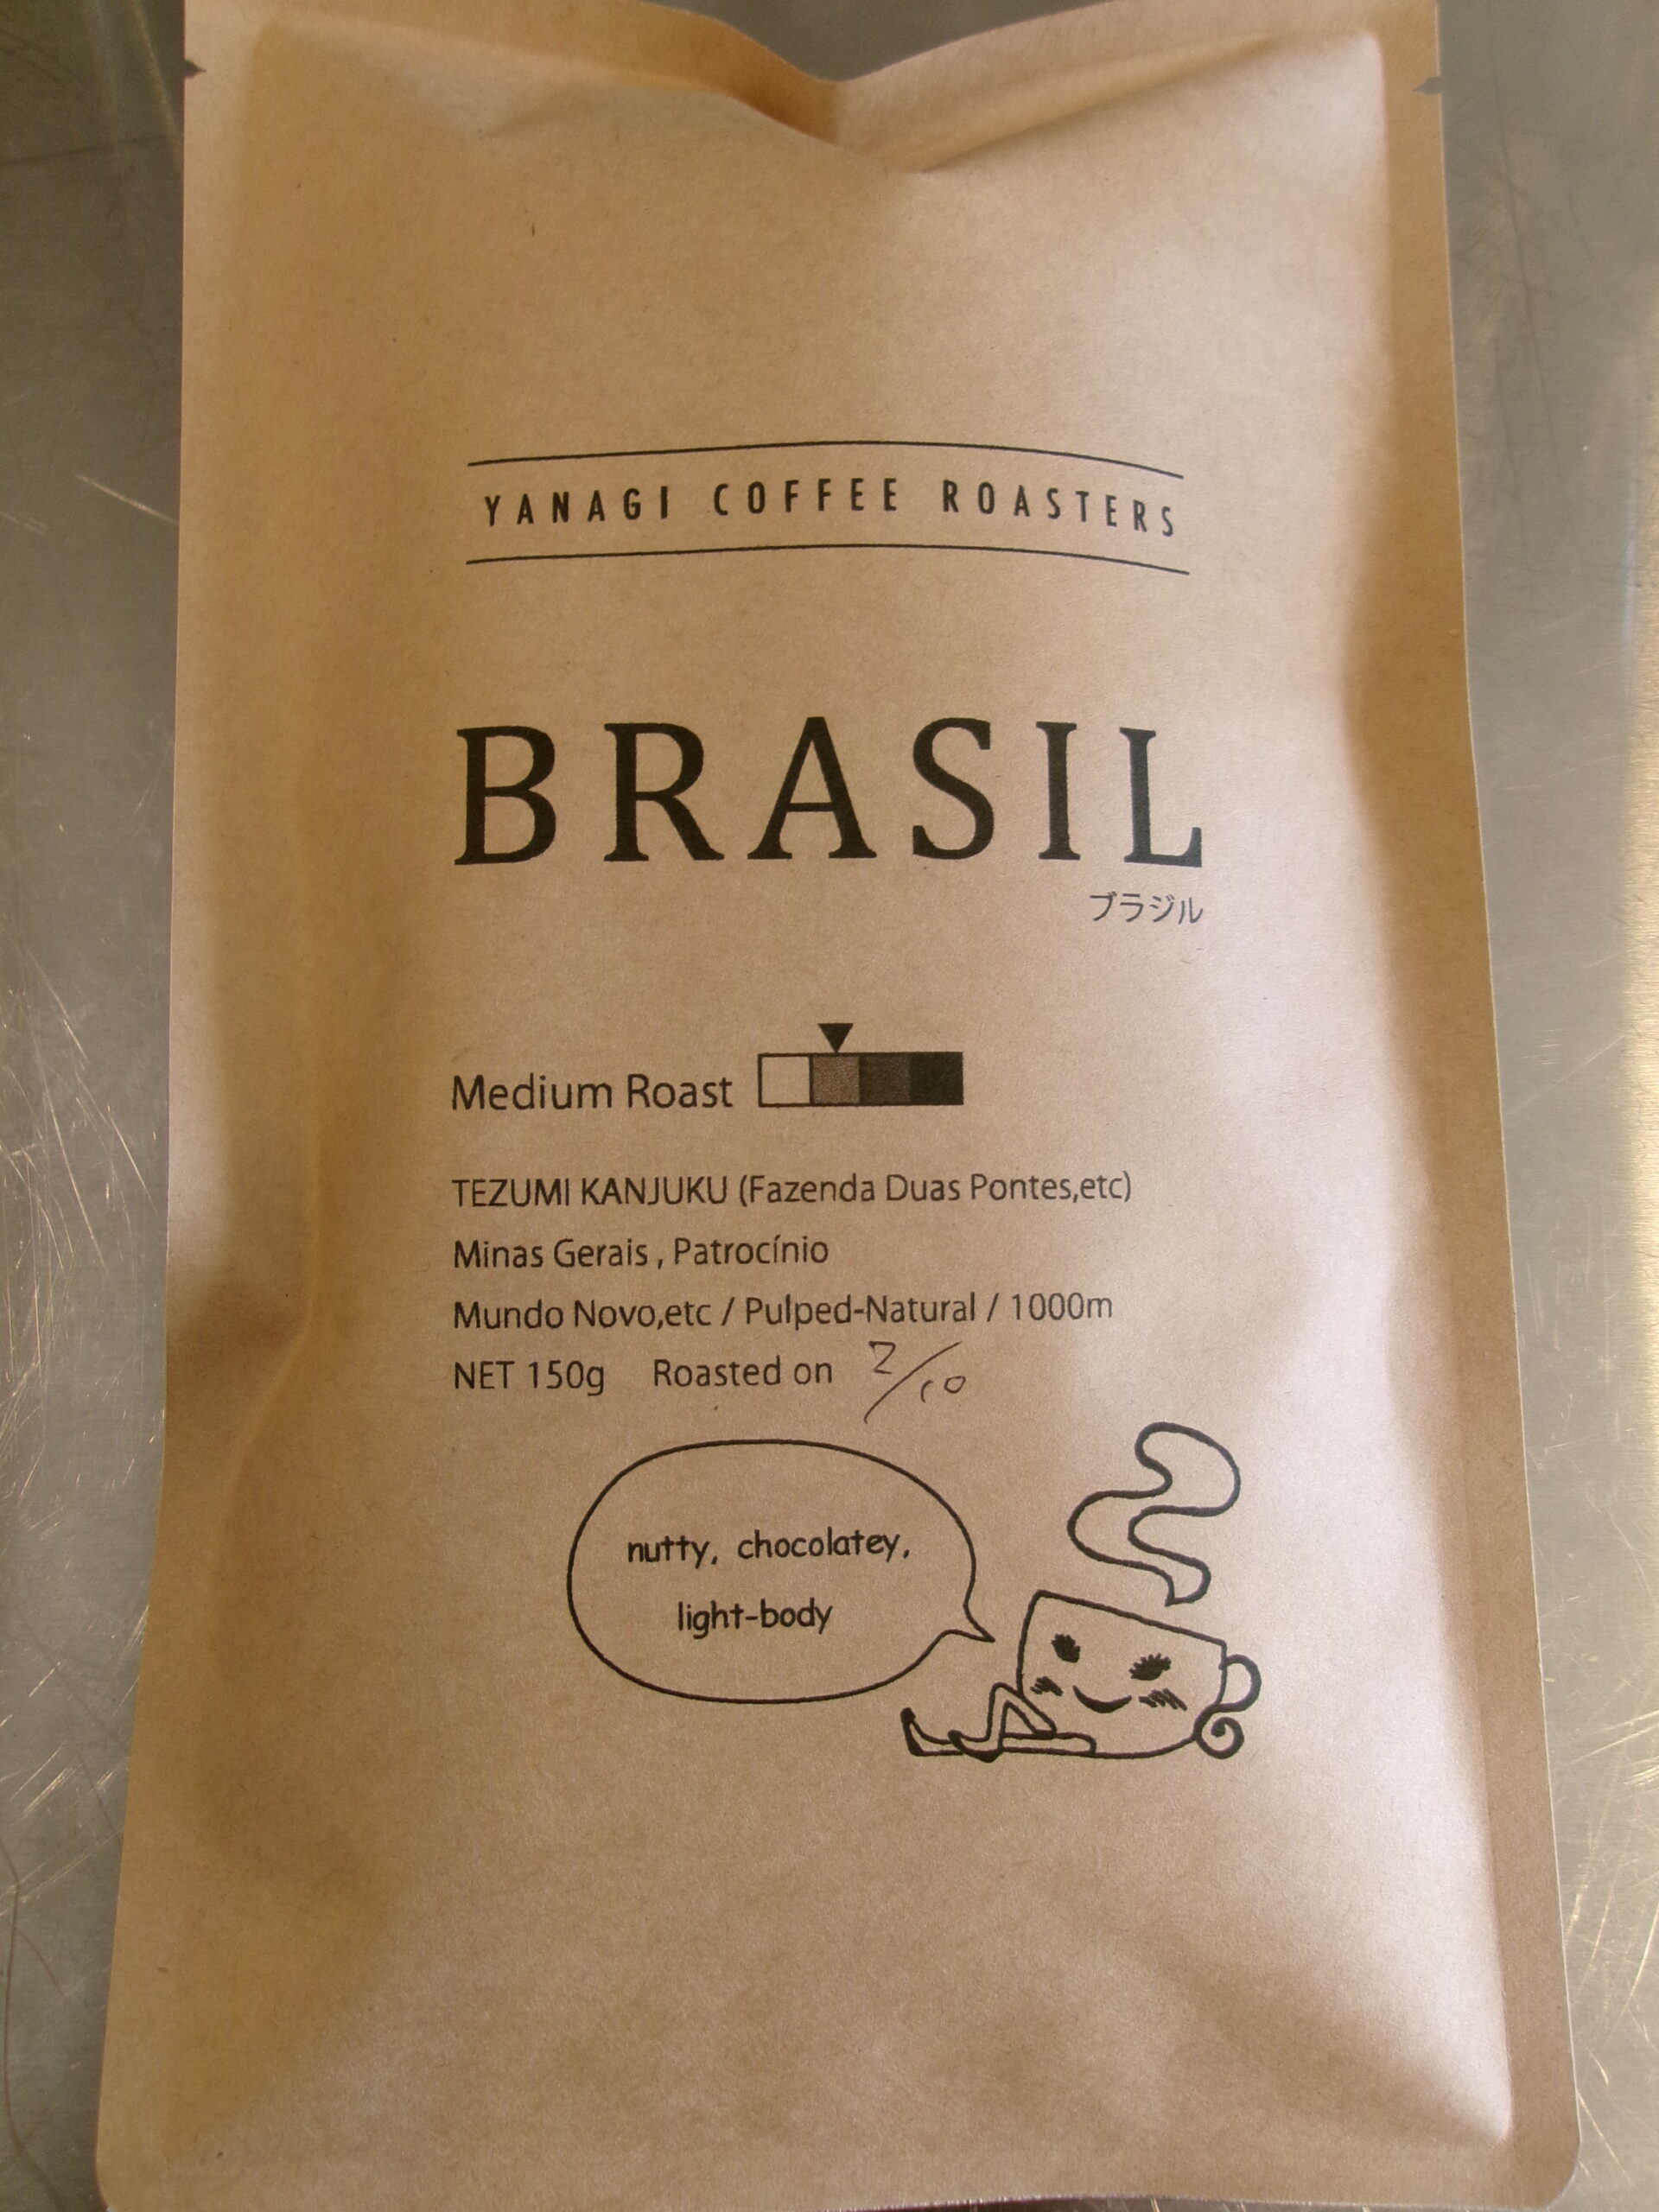 YANAGI COFFEE ROASTERS
BRASIL
ブラジル
Medium Roast
TEZUMI KANJUKU (Fazenda Duas Pontes,etc)
Minas Gerais , Patrocínio
Mundo Novo,etc / Pulped-Natural / 1000m
NET 150g Roasted on 2/10
nutty, chocolatey,
light-body